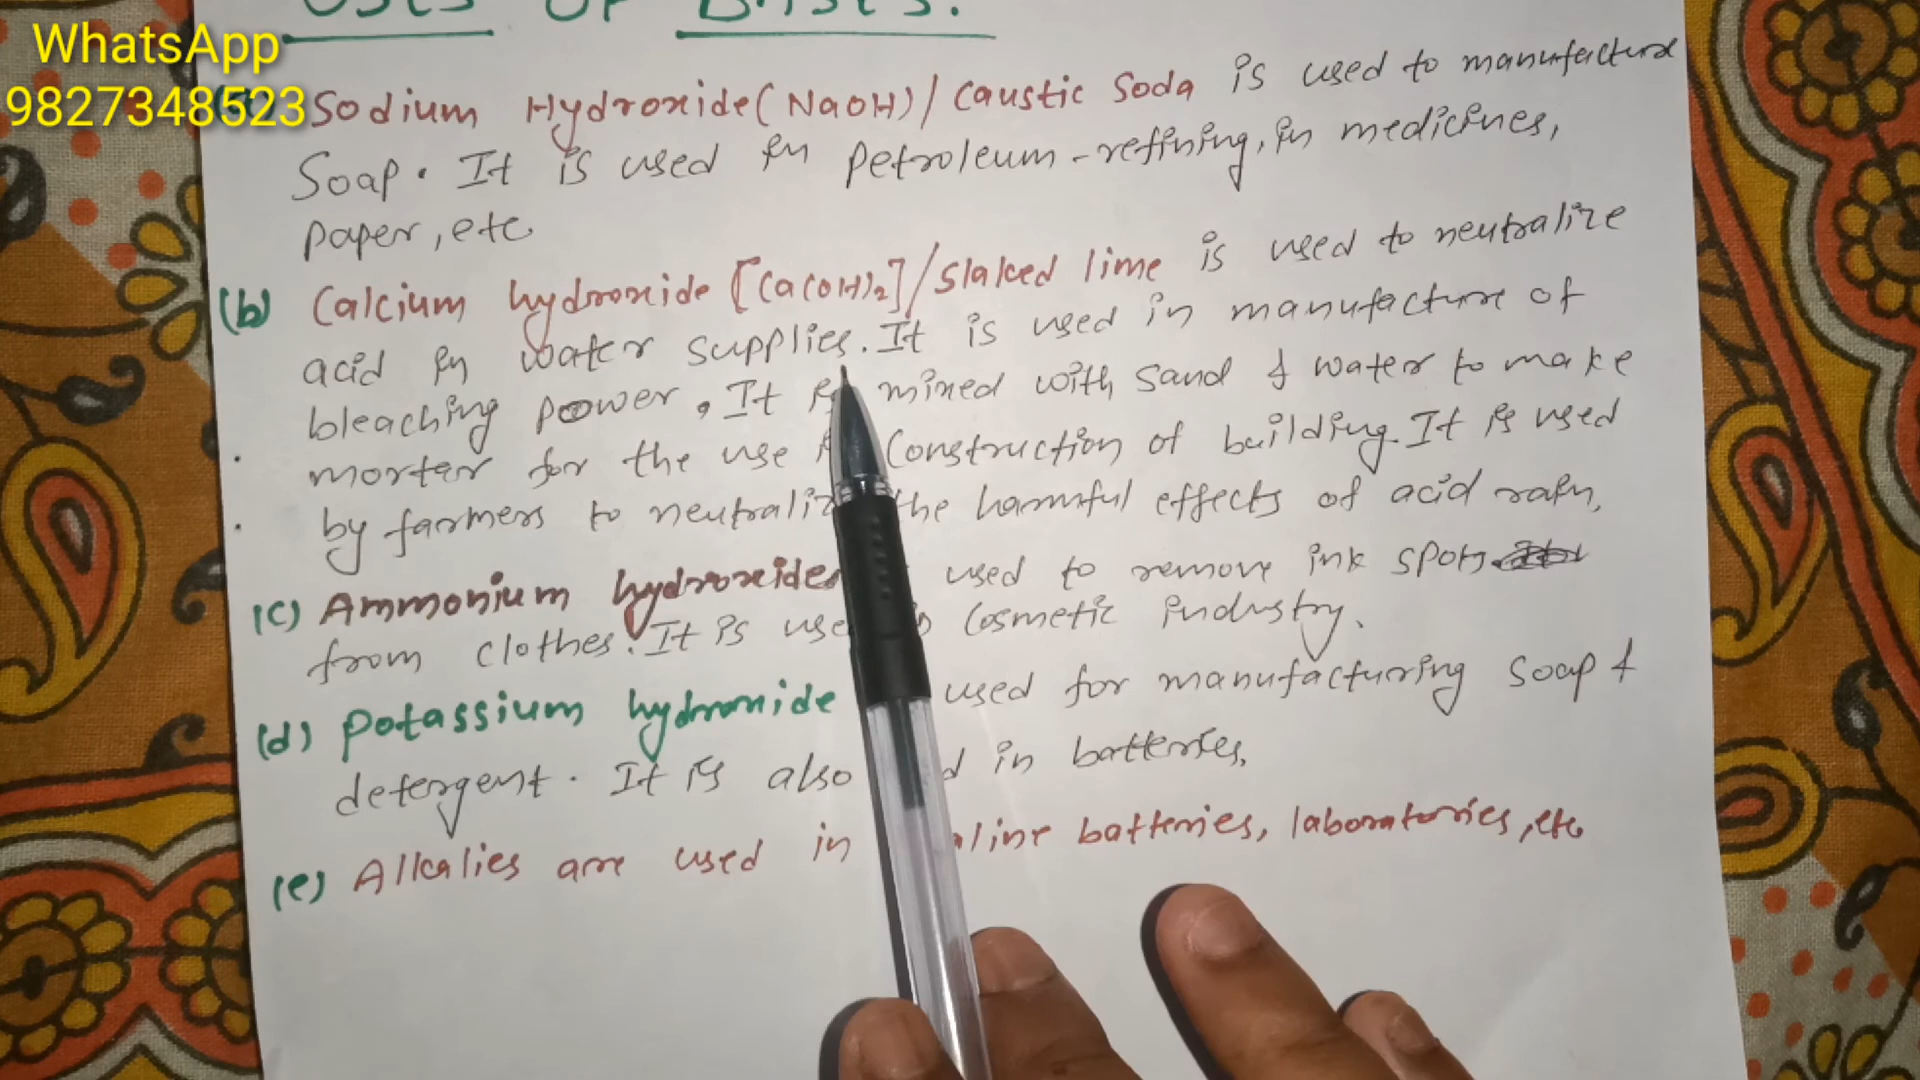 Uses of Bases:
WhatsApp
9827348523
Sodium Hydroxide(NaOH)/Caustic Soda is used to manufacture
Soap. It is used in petroleum-refining, in medicines,
paper, etc
(b) Calcium hydroxide [Ca(OH)2]/Slaked lime is used to neutralize
acid in water supplies. It is used in manufacture of
bleaching power. It is mixed with sand & water to make
morter for the use Construction of building. It is used
by farmers to the harmful effects of acid rain,
(c) Ammonium hydroxide used to remove ink spots
from clothes. It is Cosmetic industry.
(d) Potassium hydroxide used for manufacturing soap &
detergent. It is also in batteries.
(e) Alkalies are used in batteries, laboratories, etc